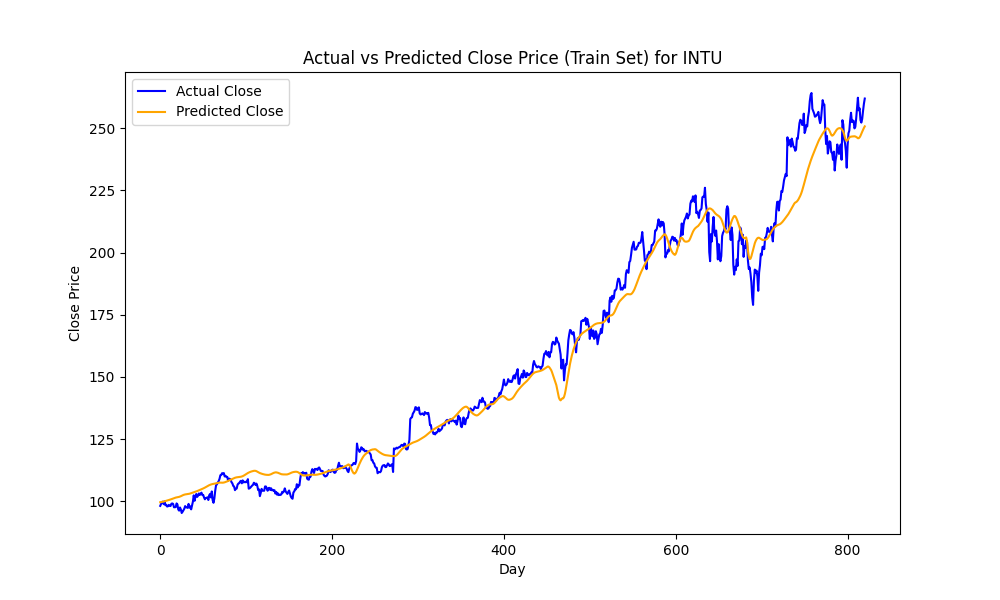 Actual vs Predicted Close Price (Train Set) for INTU
Actual Close
Predicted Close
250
225
200
175
150
125
100
Close Price
0 200 400 600 800
Day